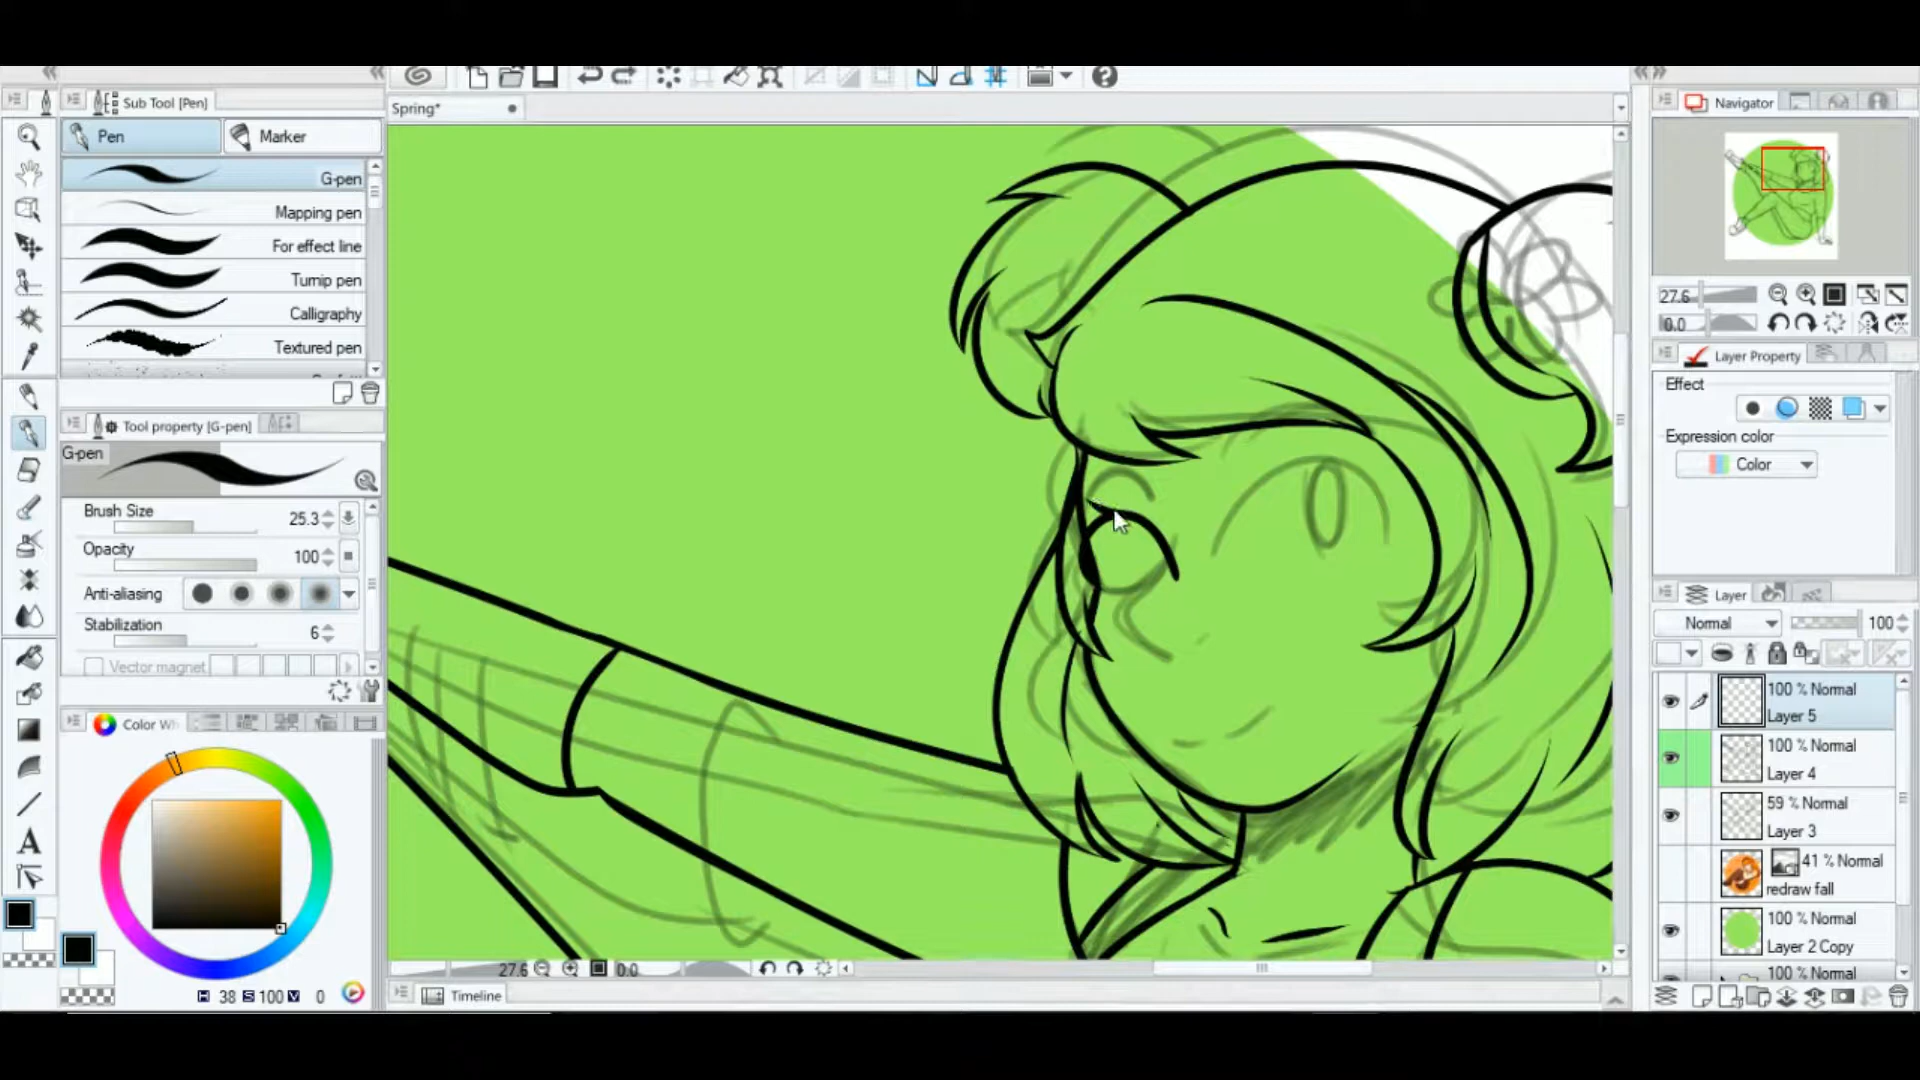 Sub Tool [Pen]
Pen
Marker
G-pen
Mapping pen
For effect line
Turnip pen
Calligraphy
Textured pen
Tool property [G-pen]
G-pen
Brush Size
25.3
Opacity
100
Anti-aliasing
Stabilization
6
Vector magnet
Color Wh
H 38 S 100 V 0
Spring*
27.6
0.0
Timeline
Navigator
27.6
0.0
Layer Property
Effect
Expression color
Color
Layer
Normal
100
100 % Normal
Layer 5
100 % Normal
Layer 4
59 % Normal
Layer 3
41 % Normal
redraw fall
100 % Normal
Layer 2 Copy
100 % Normal